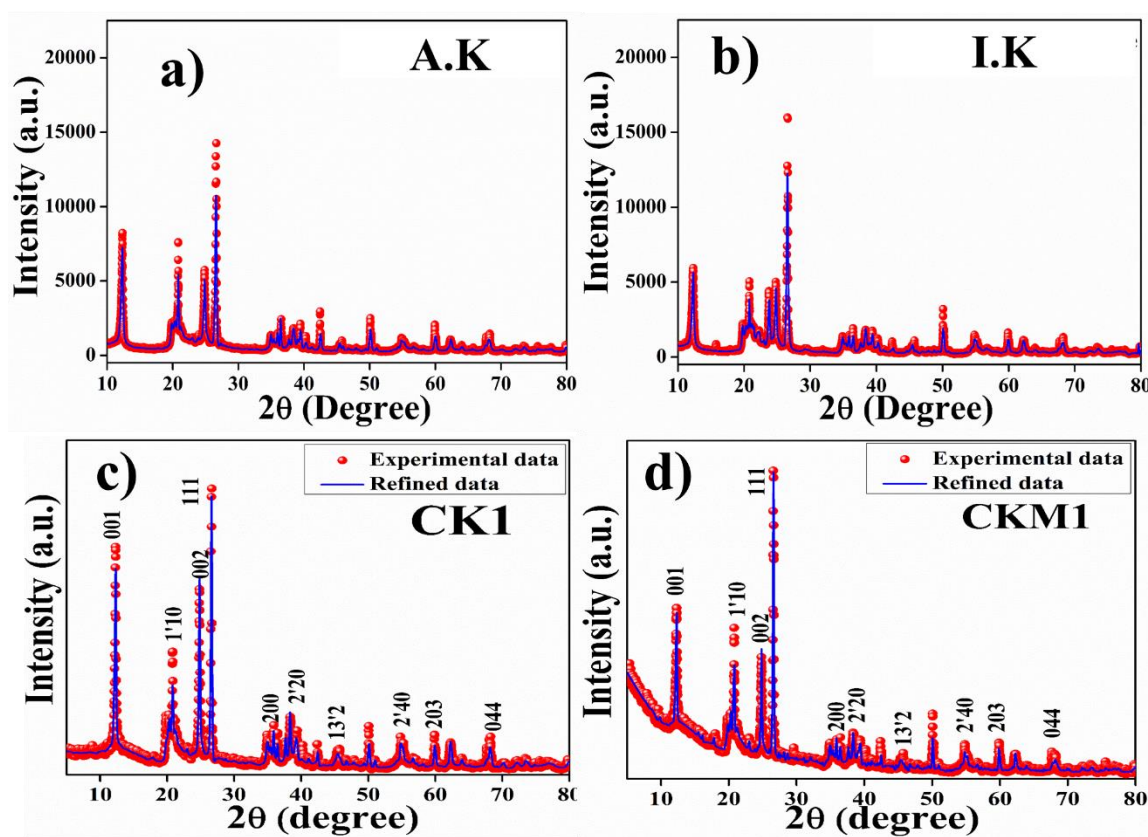 a)
A.K
Intensity (a.u.)
20000
15000
10000
5000
0
10 20 30 40 50 60 70 80
2θ (Degree)
b)
I.K
Intensity (a.u.)
20000
15000
10000
5000
0
10 20 30 40 50 60 70 80
2θ (Degree)
c)
Experimental data
Refined data
CK1
Intensity (a.u.)
001
1'10
111
002
200
2'20
13'2
2'40
203
044
10 20 30 40 50 60 70 80
2θ (degree)
d)
Experimental data
Refined data
CKM1
Intensity (a.u.)
001
1'10
111
002
200
2'20
13'2
2'40
203
044
10 20 30 40 50 60 70 80
2θ (degree)